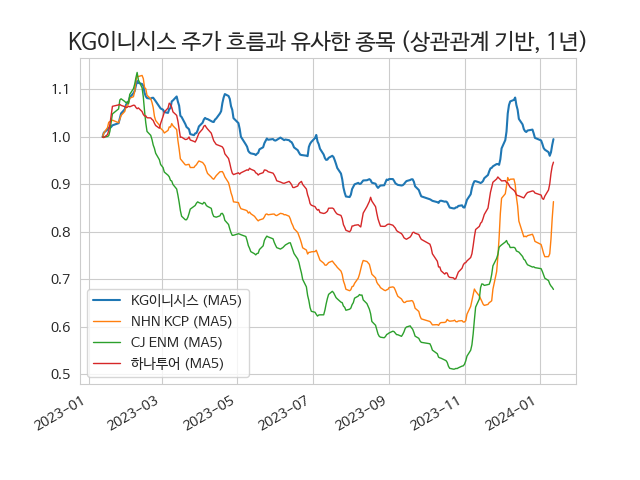 KG이니시스 주가 흐름과 유사한 종목 (상관관계 기반, 1년)
1.1
1.0
0.9
0.8
0.7
0.6
0.5
KG이니시스 (MA5)
NHN KCP (MA5)
CJ ENM (MA5)
하나투어 (MA5)
2023-01
2023-03
2023-05
2023-07
2023-09
2023-11
2024-01